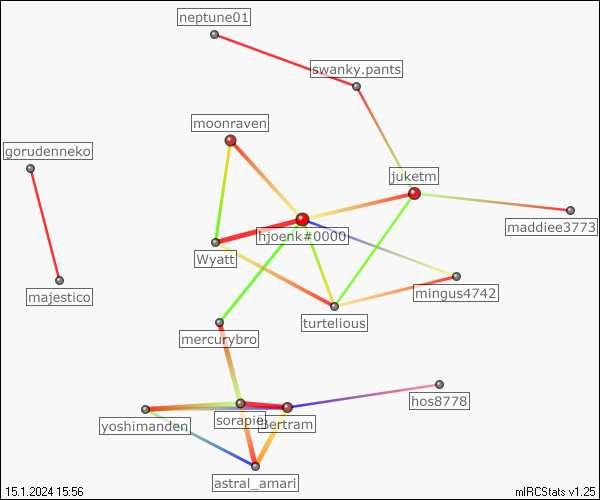 neptune01
swanky.pants
moonraven
gorudenneko
juketm
maddiee3773
hjoenk#0000
Wyatt
mingus4742
majestico
turtelious
mercurybro
hos8778
sorapie
Bertram
astral_amari
15.1.2024 15:56
mIRCStats v1.25